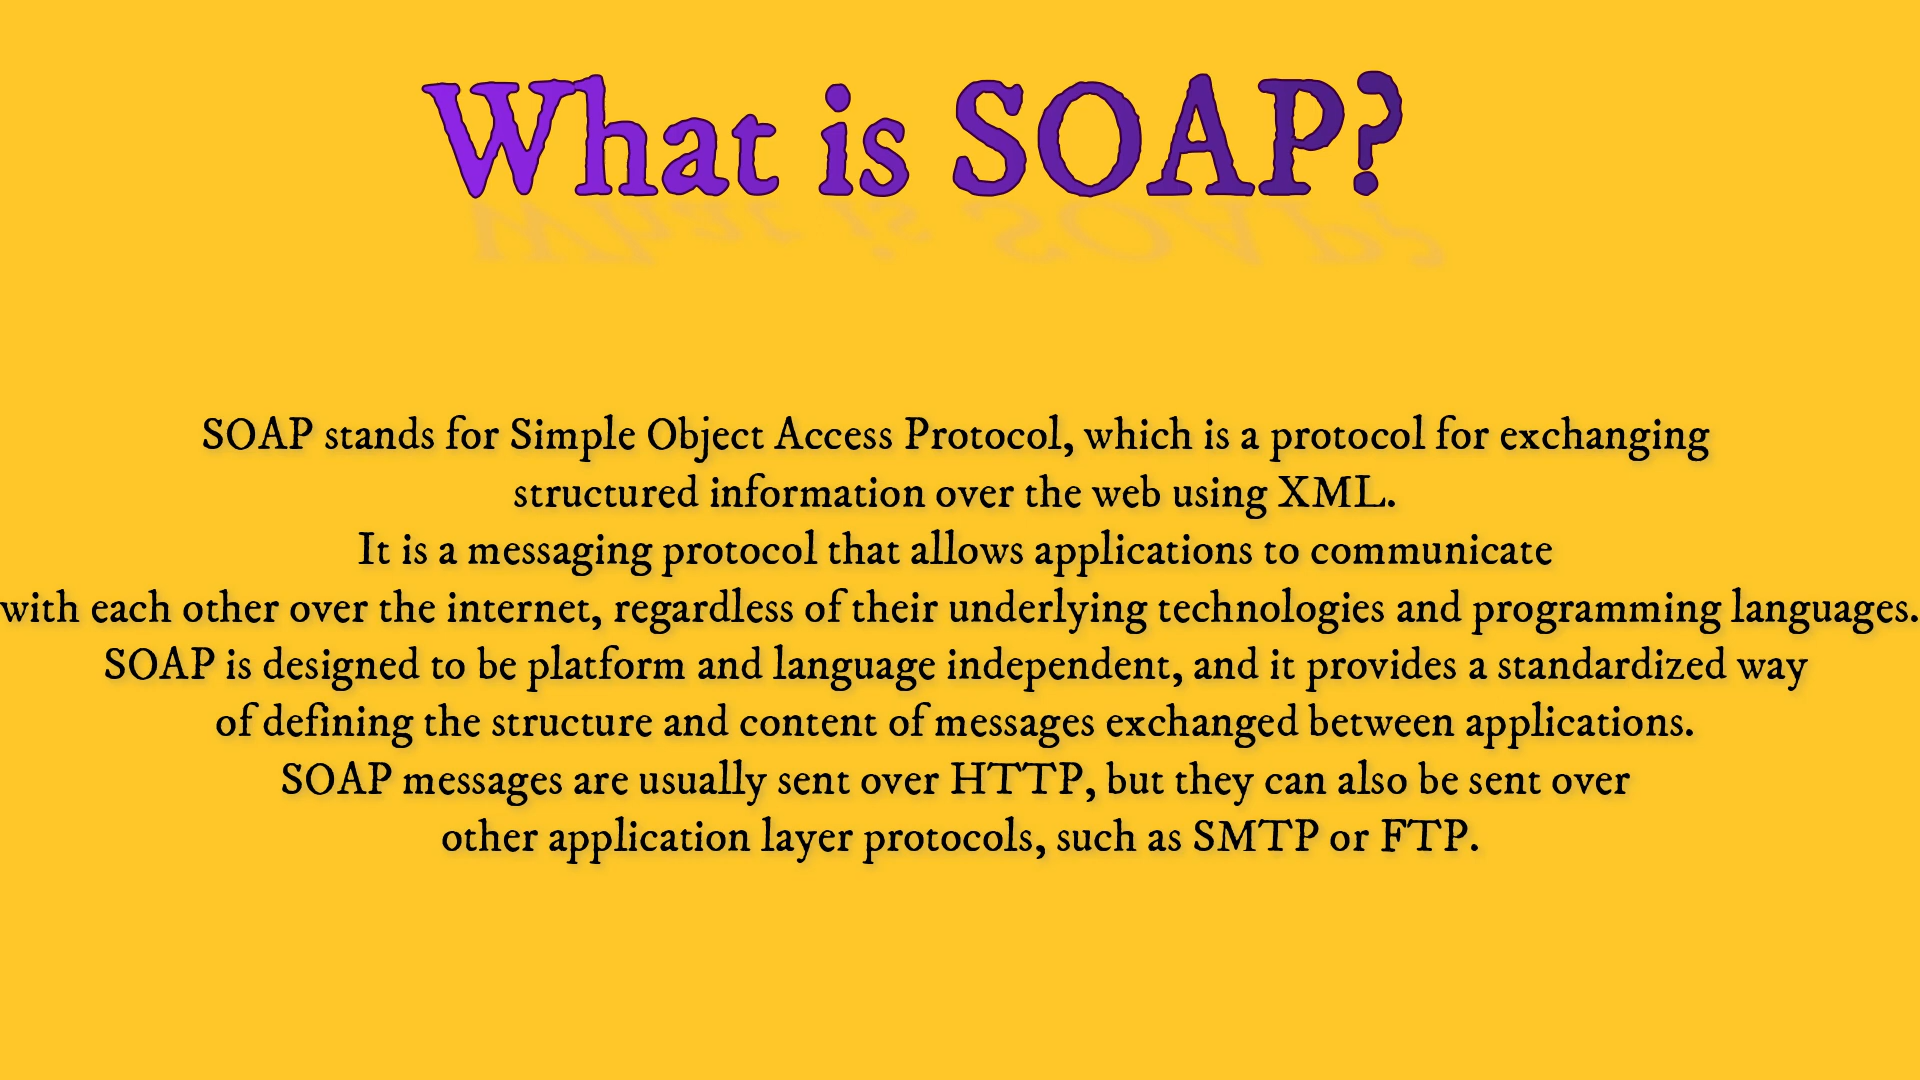 What is SOAP?
SOAP stands for Simple Object Access Protocol, which is a protocol for exchanging
structured information over the web using XML.
It is a messaging protocol that allows applications to communicate
with each other over the internet, regardless of their underlying technologies and programming languages.
SOAP is designed to be platform and language independent, and it provides a standardized way
of defining the structure and content of messages exchanged between applications.
SOAP messages are usually sent over HTTP, but they can also be sent over
other application layer protocols, such as SMTP or FTP.